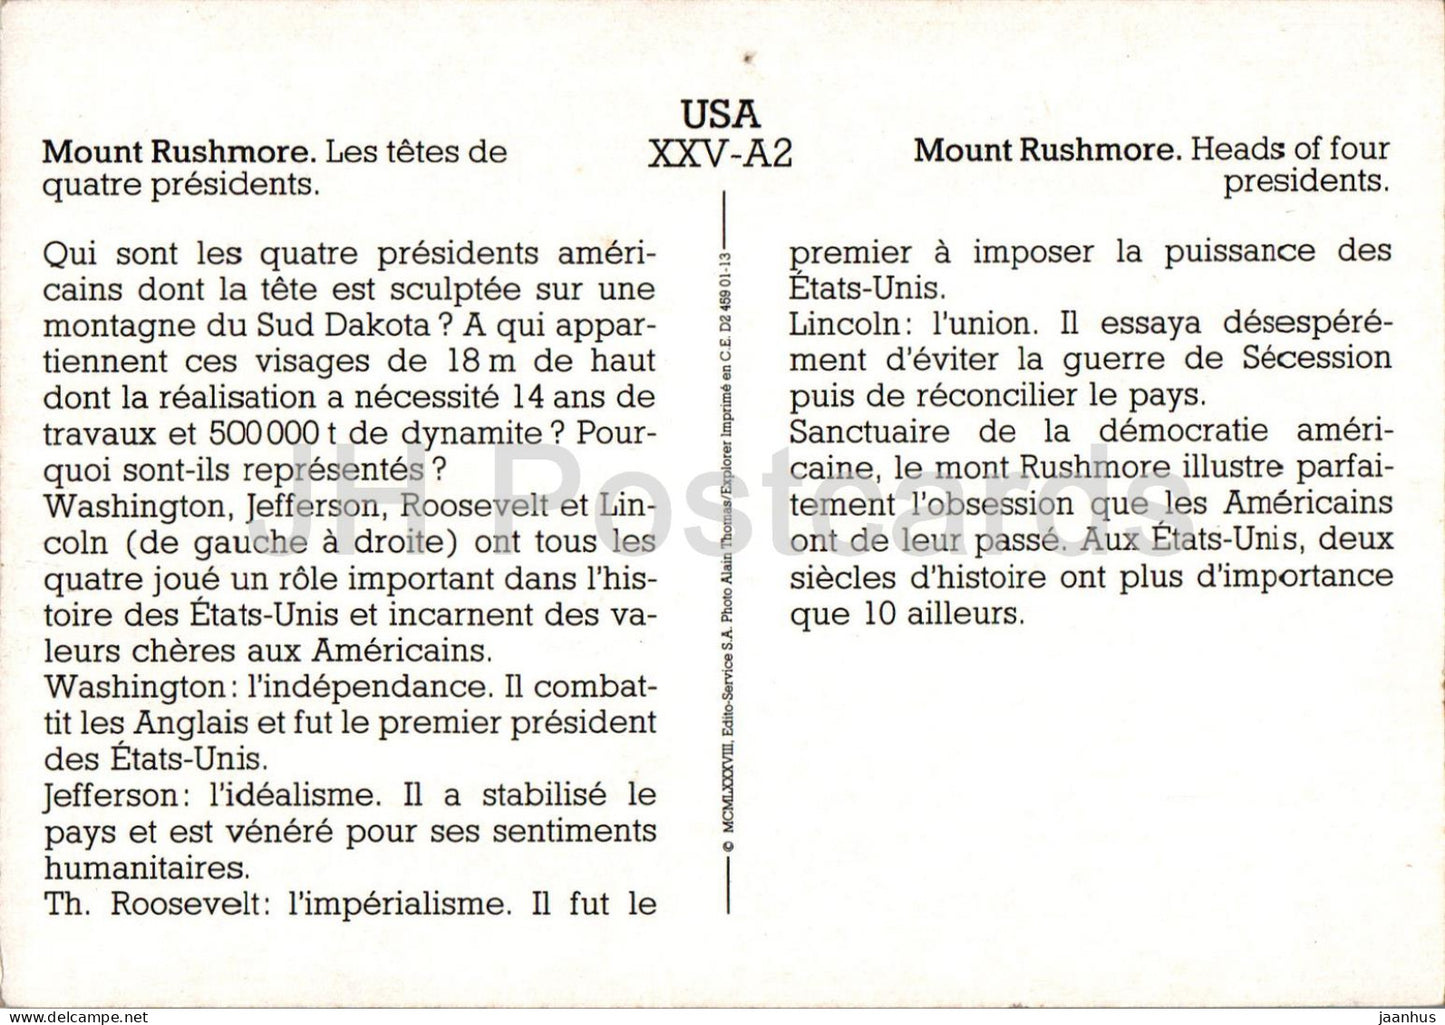 USA
XXV-A2
Mount Rushmore. Les têtes de
quatre présidents.
Mount Rushmore. Heads of four
presidents.
Qui sont les quatre présidents améri-
cains dont la tête est sculptée sur une
montagne du Sud Dakota ? A qui appar-
tiennent ces visages de 18 m de haut
dont la réalisation a nécessité 14 ans de
travaux et 500 000 t de dynamite ? Pour-
quoi sont-ils représentés ?
Washington, Jefferson, Roosevelt et Lin-
coln (de gauche à droite) ont tous les
quatre joué un rôle important dans l'his-
toire des États-Unis et incarnent des va-
leurs chères aux Américains.
Washington : l'indépendance. Il combat-
tit les Anglais et fut le premier président
des États-Unis.
Jefferson : l'idéalisme. Il a stabilisé le
pays et est vénéré pour ses sentiments
humanitaires.
Th. Roosevelt : l'impérialisme. Il fut le
premier à imposer la puissance des
États-Unis.
Lincoln : l'union. Il essaya désespéré-
ment d'éviter la guerre de Sécession
puis de réconcilier le pays.
Sanctuaire de la démocratie améri-
caine, le mont Rushmore illustre parfai-
tement l'obsession que les Américains
ont de leur passé. Aux États-Unis, deux
siècles d'histoire ont plus d'importance
que 10 ailleurs.
© MCMLXXXVIII, Edito-Service S.A. Photo Alain Thomas/Explorer Imprimé en C.E. D2 459 01-13
JH Postcards
jaanhus